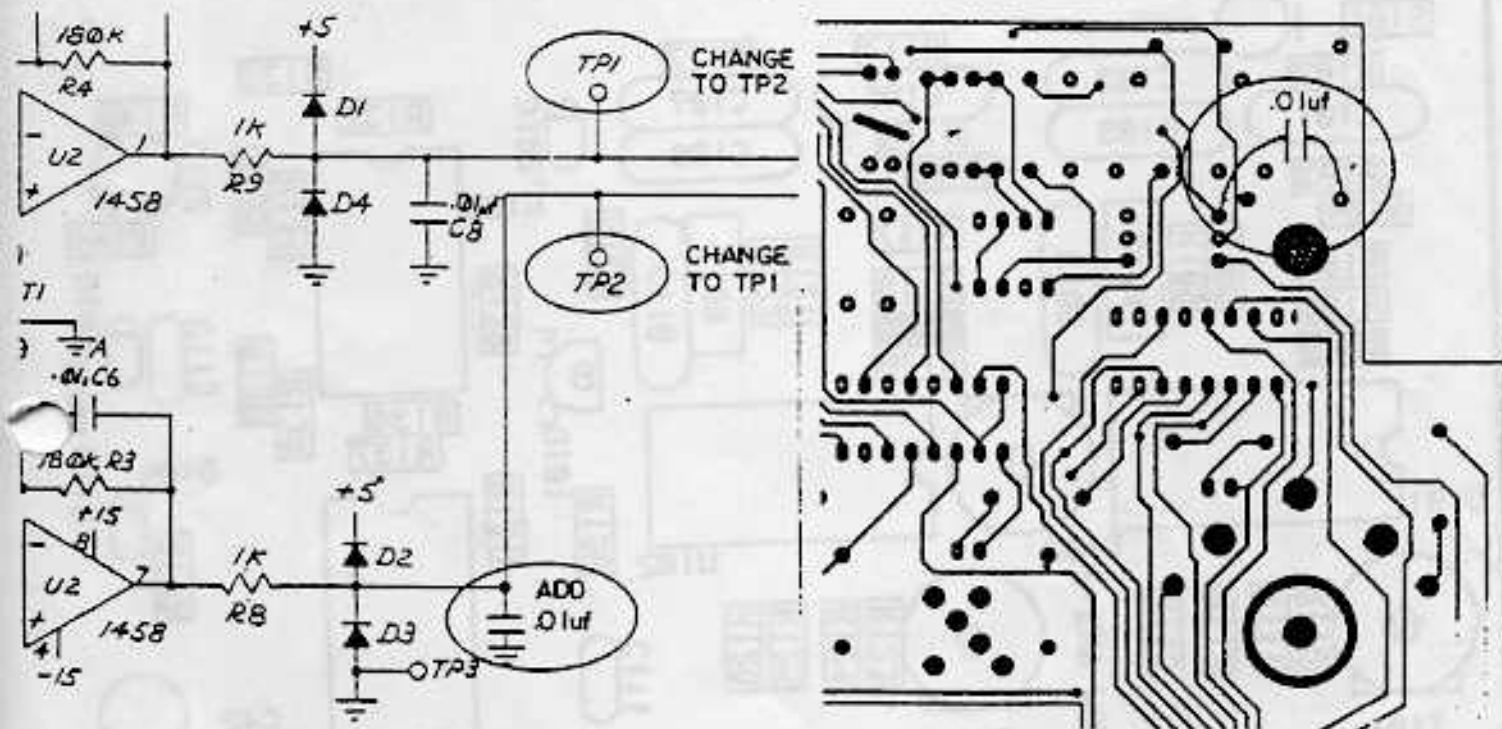 180K
R4
-
U2
+
1
1458
1K
R9
+5
D1
D4
.01uf
C8
TP1
CHANGE
TO TP2
TP2
CHANGE
TO TP1
T1
A
.01, C6
180K, R3
+15
8
-
U2
+
7
1458
4
-15
1K
R8
+5
D2
D3
TP3
ADD
.01uf
.01uf